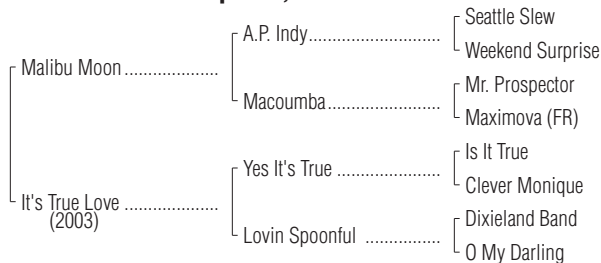 Seattle Slew
A.P. Indy
Weekend Surprise
Malibu Moon
Mr. Prospector
Macoumba
Maximova (FR)
Is It True
Yes It's True
Clever Monique
It's True Love
(2003)
Dixieland Band
Lovin Spoonful
O My Darling